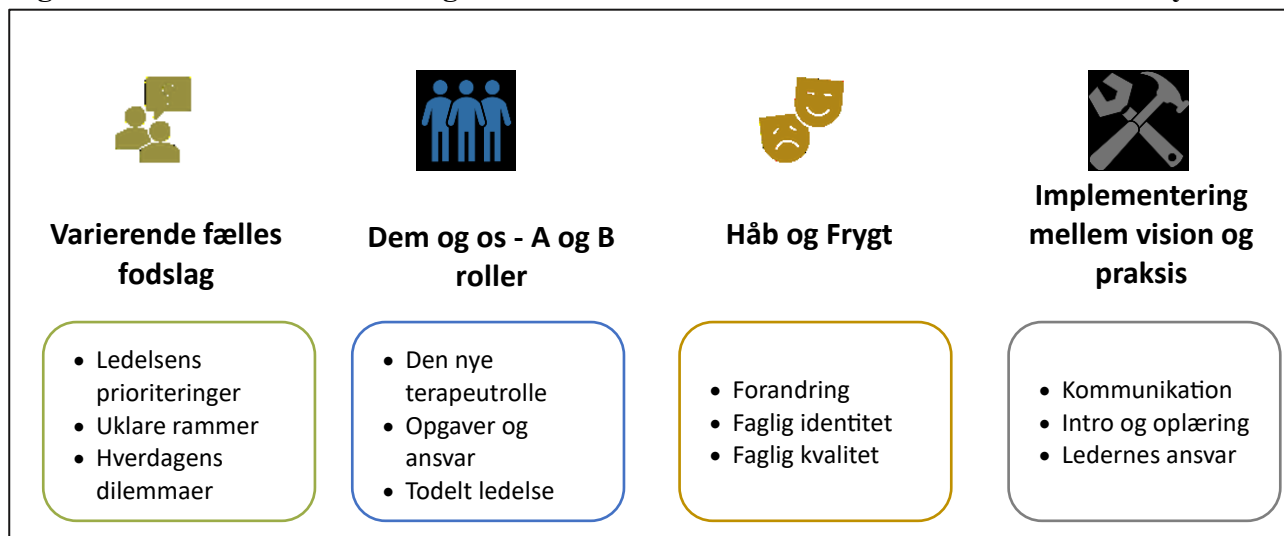 Varierende fælles
fodslag
Dem og os - A og B
roller
Håb og Frygt
Implementering
mellem vision og
praksis
• Ledelsens
prioriteringer
• Uklare rammer
• Hverdagens
dilemmaer
• Den nye
terapeutrolle
• Opgaver og
ansvar
• Todelt ledelse
• Forandring
• Faglig identitet
• Faglig kvalitet
• Kommunikation
• Intro og oplæring
• Ledernes ansvar